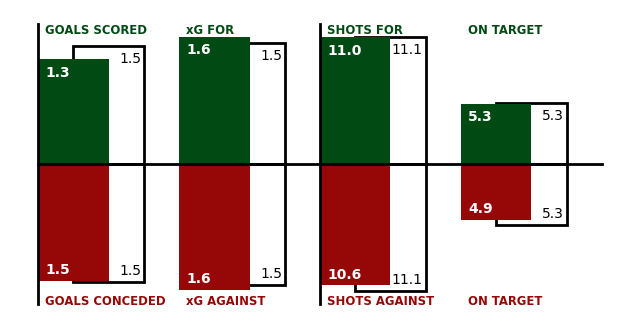 GOALS SCORED xG FOR SHOTS FOR ON TARGET
1.3 1.5 1.6 1.5 11.0 11.1 5.3 5.3
1.5 1.5 1.6 1.5 10.6 11.1 4.9 5.3
GOALS CONCEDED xG AGAINST SHOTS AGAINST ON TARGET